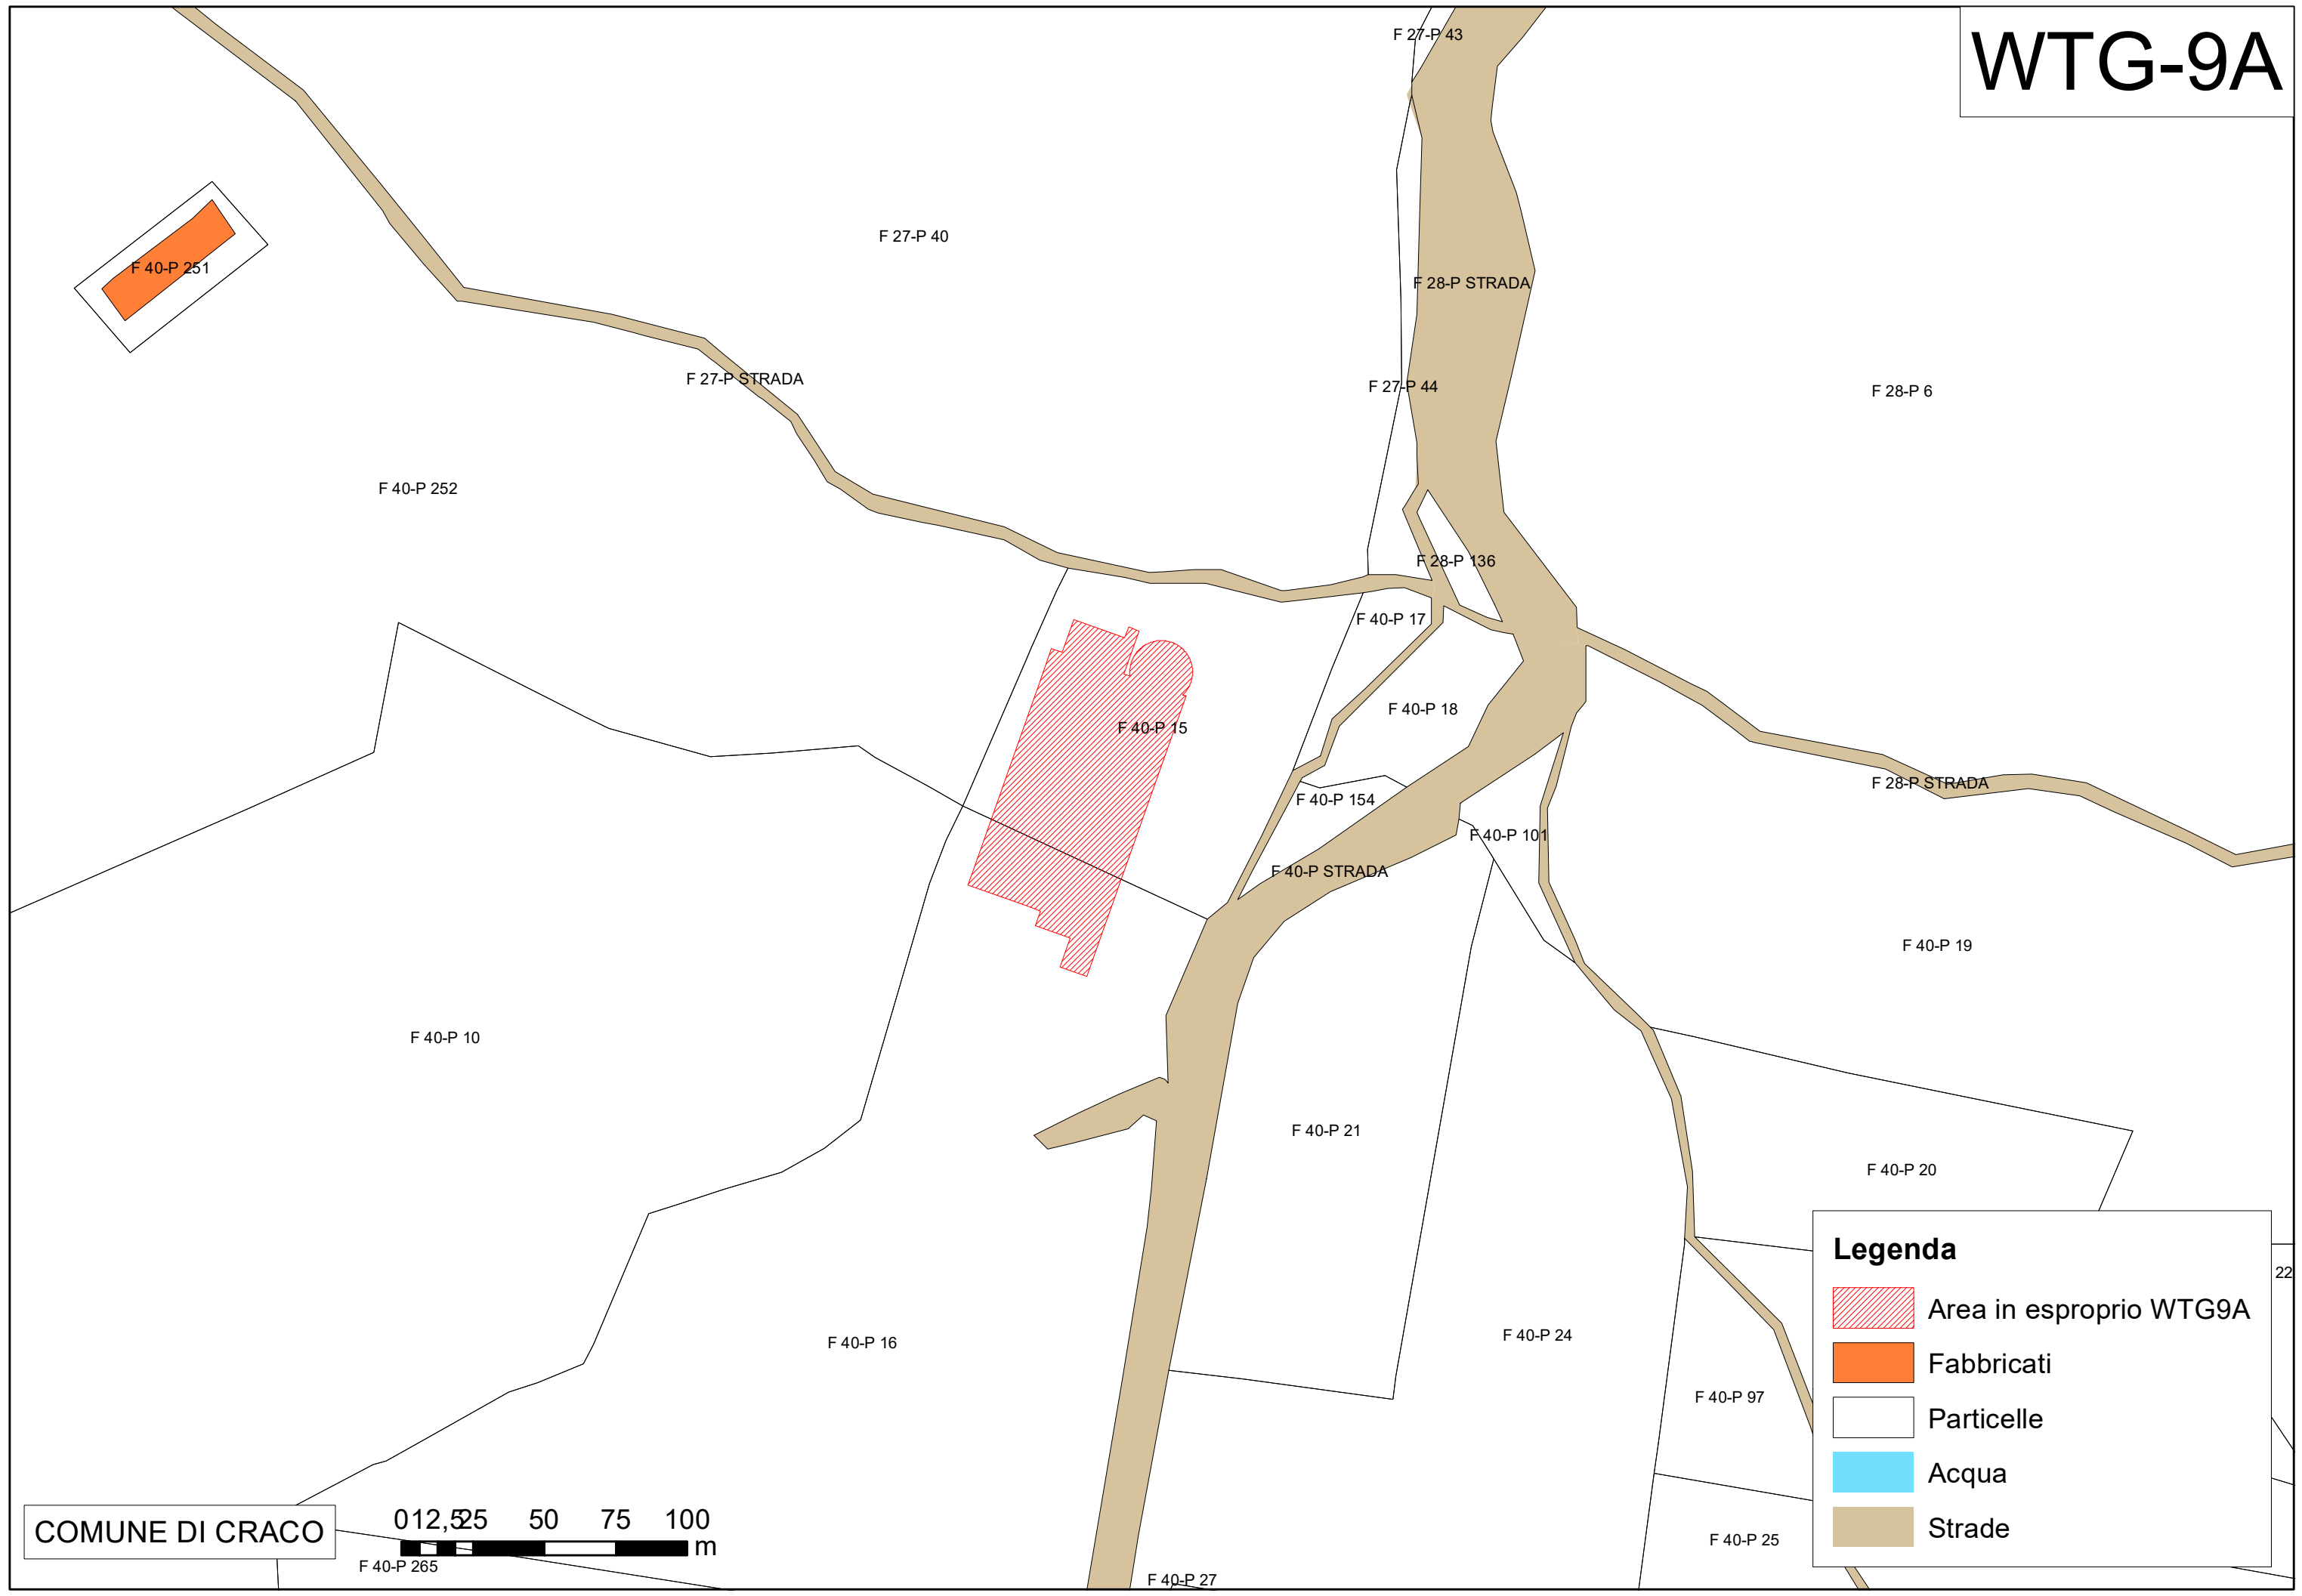 WTG-9A
F 27-P 43
F 27-P 40
F 40-P 251
F 28-P STRADA
F 27-P STRADA
F 27-P 44
F 28-P 6
F 40-P 252
F 28-P 136
F 40-P 17
F 40-P 18
F 40-P 15
F 28-P STRADA
F 40-P 154
F 40-P 101
F 40-P STRADA
F 40-P 19
F 40-P 10
F 40-P 21
F 40-P 20
F 40-P 16
F 40-P 24
F 40-P 97
F 40-P 25
22
Legenda
Area in esproprio WTG9A
Fabbricati
Particelle
Acqua
Strade
COMUNE DI CRACO
0 12,5 25 50 75 100
m
F 40-P 265
F 40-P 27